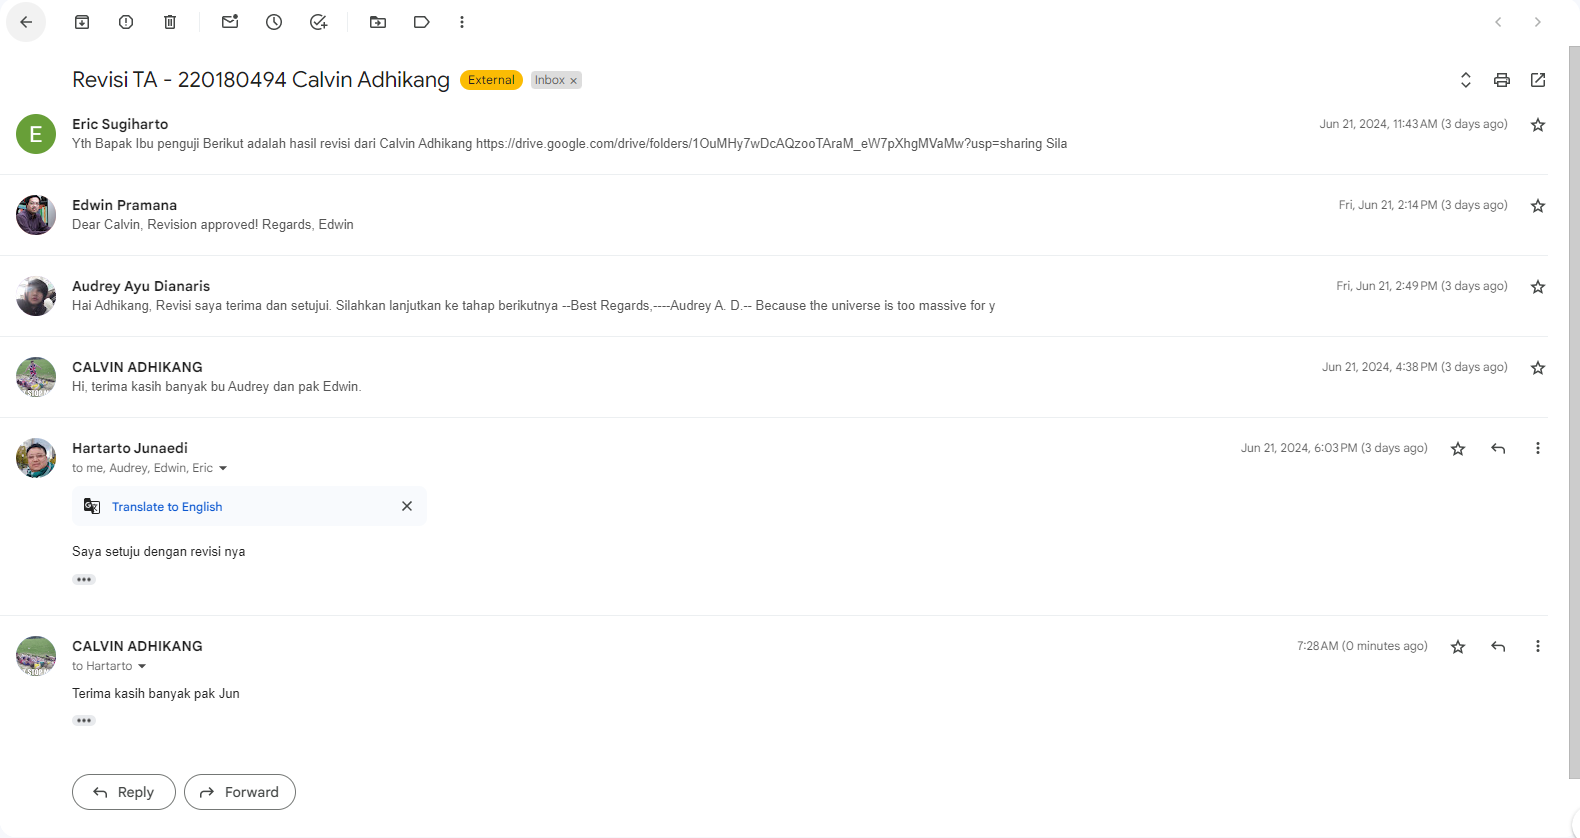 Revisi TA - 220180494 Calvin Adhikang External Inbox ×
E
Eric Sugiharto Jun 21, 2024, 11:43 AM (3 days ago)
Yth Bapak Ibu penguji Berikut adalah hasil revisi dari Calvin Adhikang https://drive.google.com/drive/folders/1OuMHy7wDcAQzooTAraM_eW7pXhgMVaMw?usp=sharing Sila
Edwin Pramana Fri, Jun 21, 2:14 PM (3 days ago)
Dear Calvin, Revision approved! Regards, Edwin
Audrey Ayu Dianaris Fri, Jun 21, 2:49 PM (3 days ago)
Hai Adhikang, Revisi saya terima dan setujui. Silahkan lanjutkan ke tahap berikutnya --Best Regards,----Audrey A. D.-- Because the universe is too massive for y
CALVIN ADHIKANG Jun 21, 2024, 4:38 PM (3 days ago)
Hi, terima kasih banyak bu Audrey dan pak Edwin.
Hartarto Junaedi Jun 21, 2024, 6:03 PM (3 days ago)
to me, Audrey, Edwin, Eric
Translate to English
Saya setuju dengan revisi nya
CALVIN ADHIKANG 7:28 AM (0 minutes ago)
to Hartarto
Terima kasih banyak pak Jun
Reply Forward